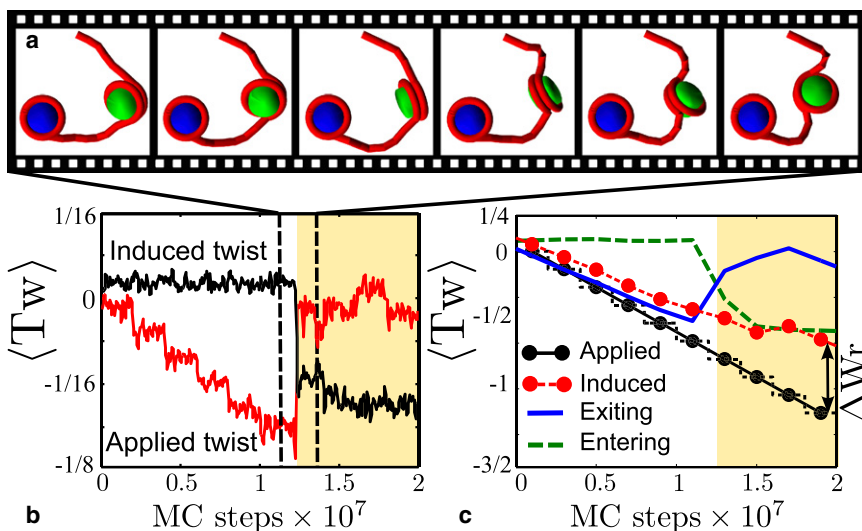 a
1/16
0
-1/16
-1/8
⟨Tw⟩
Induced twist
Applied twist
0 0.5 1 1.5 2
MC steps × 10⁷
b
1/4
0
-1/2
-1
-3/2
⟨Tw⟩
Applied
Induced
Exiting
Entering
ΔWr
0 0.5 1 1.5 2
MC steps × 10⁷
c